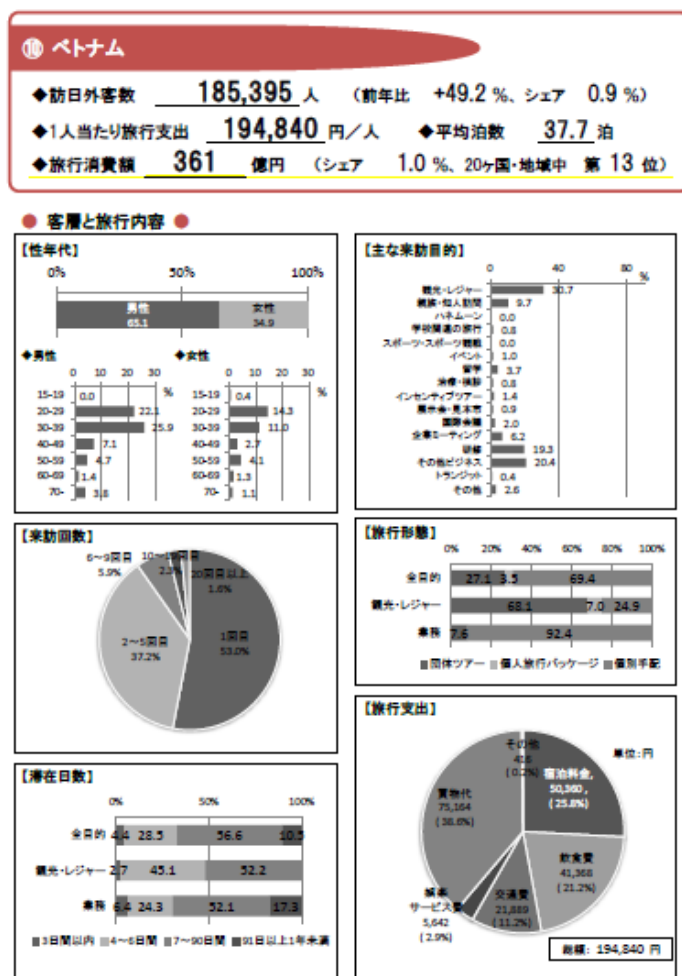 ⑩ ベトナム
◆訪日外客数 185,395 人 （前年比 +49.2 %、シェア 0.9 %）
◆1人当たり旅行支出 194,840 円／人 ◆平均泊数 37.7 泊
◆旅行消費額 361 億円 （シェア 1.0 %、20ヶ国・地域中 第 13 位）
● 客層と旅行内容 ●
【性年代】
0% 50% 100%
男性 女性
65.1 34.9
◆男性 ◆女性
0 10 20 30 0 10 20 30
% %
15-19 0.0 15-19 0.4
20-29 22.1 20-29 14.3
30-39 25.9 30-39 11.0
40-49 7.1 40-49 2.7
50-59 4.7 50-59 4.1
60-69 1.4 60-69 1.3
70- 3.8 70- 1.1
【主な来訪目的】
0 40 80 %
観光・レジャー 30.7
親族・知人訪問 9.7
ハネムーン 0.0
学校関連の旅行 0.8
スポーツ・スポーツ観戦 0.0
イベント 1.0
留学 3.7
治療・検診 0.8
インセンティブツアー 1.4
展示会・見本市 0.9
国際会議 2.0
企業ミーティング 6.2
研修 19.3
その他ビジネス 20.4
トランジット 0.4
その他 2.6
【来訪回数】
6～9回目 5.9%
10～19回目
20回目以上 1.6%
2～5回目 37.2%
1回目 53.0%
【旅行形態】
0% 20% 40% 60% 80% 100%
全目的 27.1 3.5 69.4
観光・レジャー 68.1 7.0 24.9
業務 7.6 92.4
■団体ツアー ■個人旅行パッケージ ■個別手配
【滞在日数】
0% 50% 100%
全目的 4.4 28.5 56.6 10.5
観光・レジャー 2.7 45.1 52.2
業務 6.4 24.3 52.1 17.3
■3日間以内 ■4～6日間 ■7～90日間 ■91日以上1年未満
【旅行支出】
単位：円
その他 416 (0.2%)
宿泊料金, 50,360 , (25.8%)
買物代 75,164 (38.6%)
飲食費 41,368 (21.2%)
交通費 21,889 (11.2%)
娯楽サービス費 5,642 (2.9%)
総額： 194,840 円